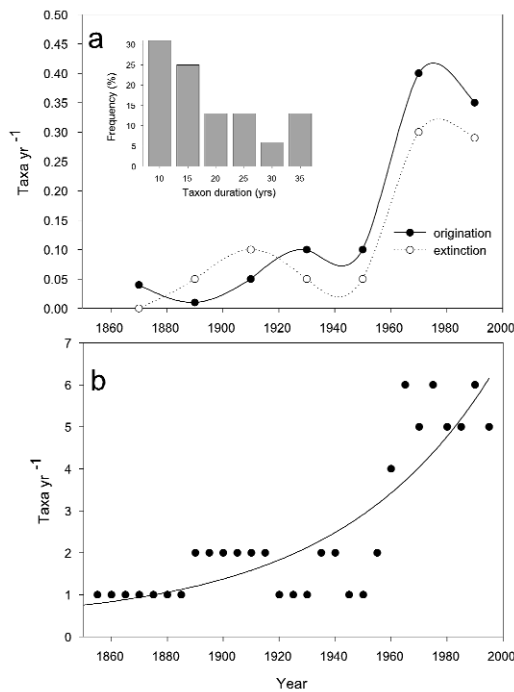 a
0.50
0.45
0.40
0.35
0.30
0.25
0.20
0.15
0.10
0.05
0.00
Taxa yr -1
30
25
20
15
10
5
0
Frequency (%)
10 15 20 25 30 35
Taxon duration (yrs)
origination
extinction
1860 1880 1900 1920 1940 1960 1980 2000
b
7
6
5
4
3
2
1
0
Taxa yr -1
1860 1880 1900 1920 1940 1960 1980 2000
Year